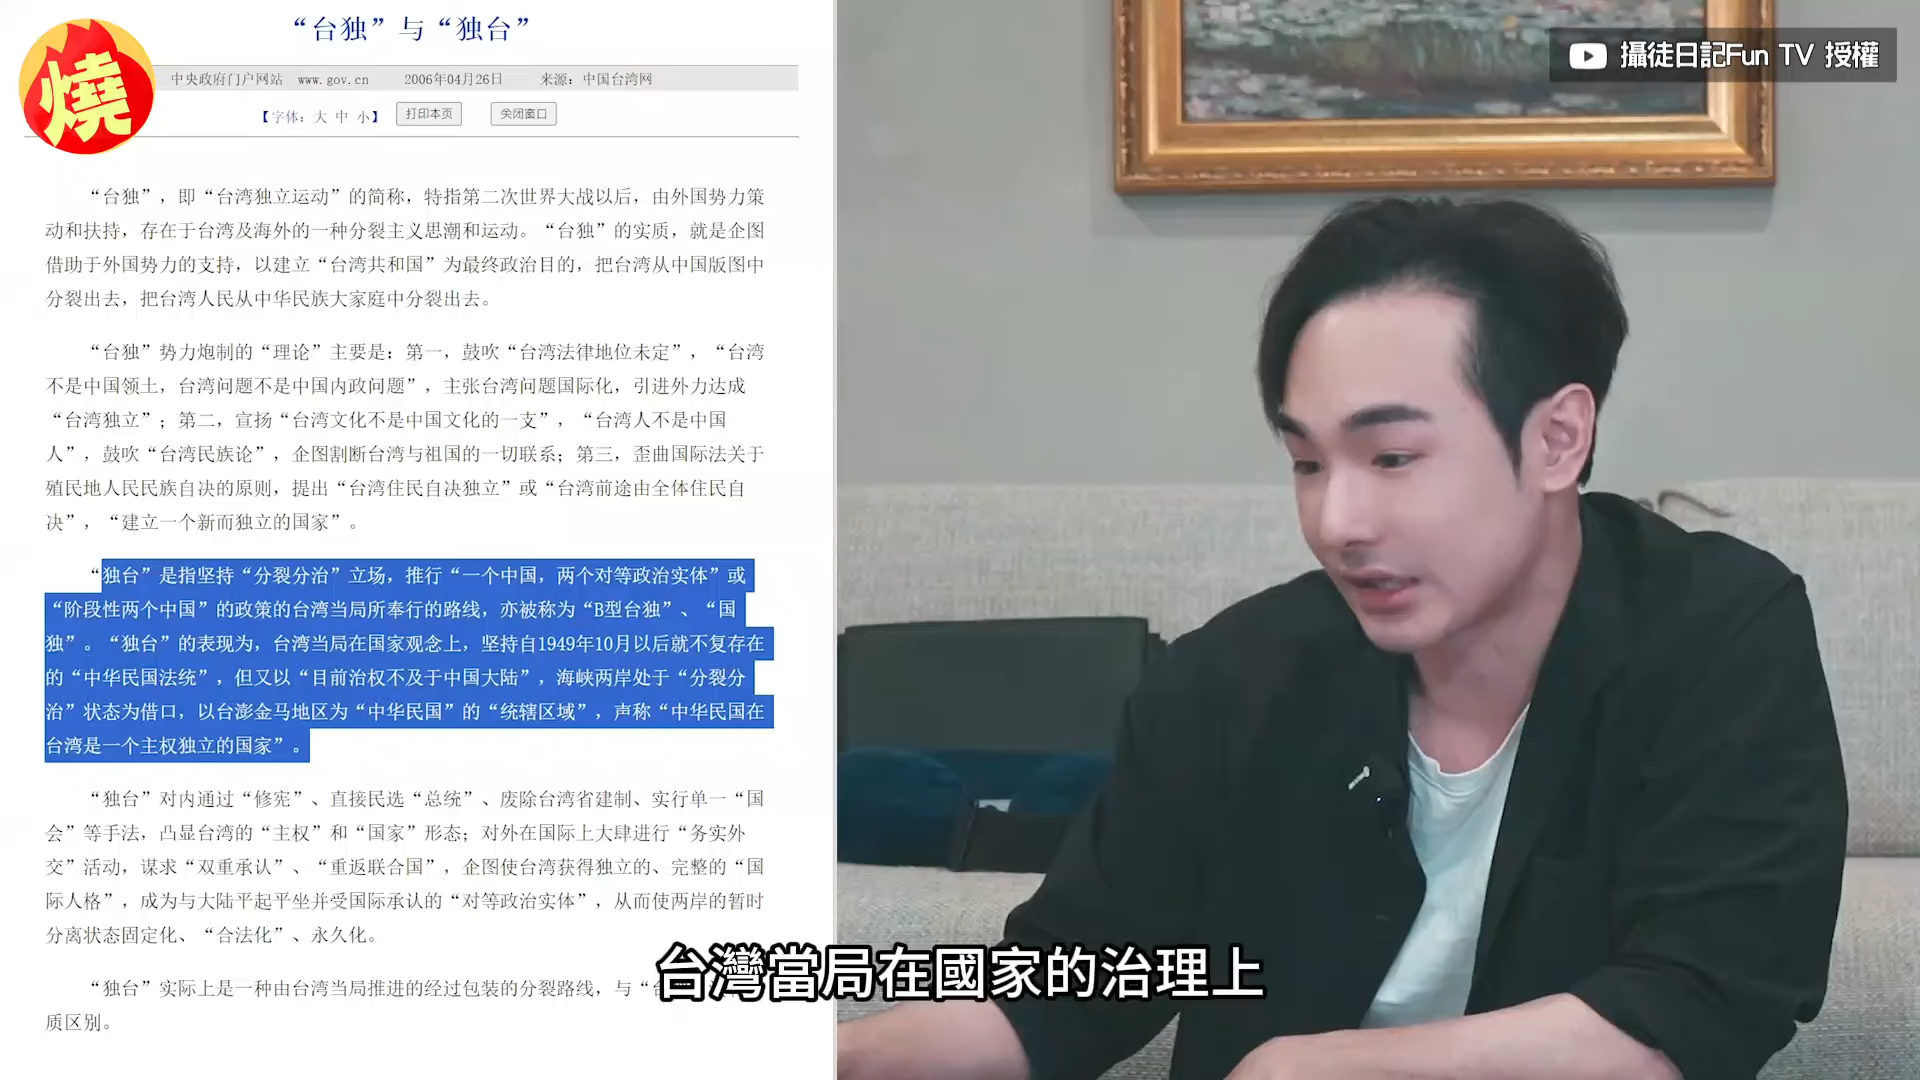 “台独”与“独台”
燒
中央政府门户网站 www.gov.cn 2006年04月26日 来源：中国台湾网
【字体：大 中 小】 打印本页 关闭窗口
攝徒日記Fun TV 授權
“台独”，即“台湾独立运动”的简称，特指第二次世界大战以后，由外国势力策
动和扶持，存在于台湾及海外的一种分裂主义思潮和运动。“台独”的实质，就是企图
借助于外国势力的支持，以建立“台湾共和国”为最终政治目的，把台湾从中国版图中
分裂出去，把台湾人民从中华民族大家庭中分裂出去。
“台独”势力炮制的“理论”主要是：第一，鼓吹“台湾法律地位未定”，“台湾
不是中国领土，台湾问题不是中国内政问题”，主张台湾问题国际化，引进外力达成
“台湾独立”；第二，宣扬“台湾文化不是中国文化的一支”，“台湾人不是中国
人”，鼓吹“台湾民族论”，企图割断台湾与祖国的一切联系；第三，歪曲国际法关于
殖民地人民民族自决的原则，提出“台湾住民自决独立”或“台湾前途由全体住民自
决”，“建立一个新而独立的国家”。
“独台”是指坚持“分裂分治”立场，推行“一个中国，两个对等政治实体”或
“阶段性两个中国”的政策的台湾当局所奉行的路线，亦被称为“B型台独”、“国
独”。“独台”的表现为，台湾当局在国家观念上，坚持自1949年10月以后就不复存在
的“中华民国法统”，但又以“目前治权不及于中国大陆”，海峡两岸处于“分裂分
治”状态为借口，以台澎金马地区为“中华民国”的“统辖区域”，声称“中华民国在
台湾是一个主权独立的国家”。
“独台”对内通过“修宪”、直接民选“总统”、废除台湾省建制、实行单一“国
会”等手法，凸显台湾的“主权”和“国家”形态；对外在国际上大肆进行“务实外
交”活动，谋求“双重承认”、“重返联合国”，企图使台湾获得独立的、完整的“国
际人格”，成为与大陆平起平坐并受国际承认的“对等政治实体”，从而使两岸的暂时
分离状态固定化、“合法化”、永久化。
“独台”实际上是一种由台湾当局推进的经过包装的分裂路线，与“台
质区别。
台灣當局在國家的治理上